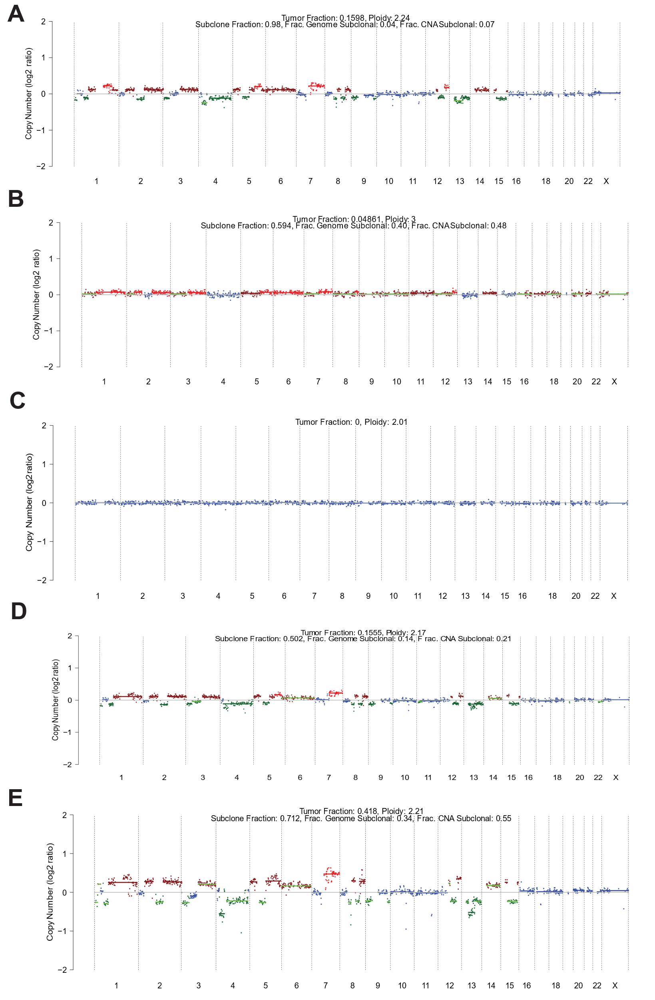 A
Tumor Fraction: 0.1598, Ploidy: 2.24
Subclone Fraction: 0.98, Frac. Genome Subclonal: 0.04, Frac. CNA Subclonal: 0.07
Copy Number (log2 ratio)
2
1
0
−1
−2
1 2 3 4 5 6 7 8 9 10 11 12 13 14 15 16 18 20 22 X
B
Tumor Fraction: 0.04861, Ploidy: 3
Subclone Fraction: 0.594, Frac. Genome Subclonal: 0.40, Frac. CNA Subclonal: 0.48
Copy Number (log2 ratio)
2
1
0
−1
−2
1 2 3 4 5 6 7 8 9 10 11 12 13 14 15 16 18 20 22 X
C
Tumor Fraction: 0, Ploidy: 2.01
Copy Number (log2 ratio)
2
1
0
−1
−2
1 2 3 4 5 6 7 8 9 10 11 12 13 14 15 16 18 20 22 X
D
Tumor Fraction: 0.1555, Ploidy: 2.17
Subclone Fraction: 0.502, Frac. Genome Subclonal: 0.14, F rac. CNA Subclonal: 0.21
Copy Number (log2 ratio)
2
1
0
−1
−2
1 2 3 4 5 6 7 8 9 10 11 12 13 14 15 16 18 20 22 X
E
Tumor Fraction: 0.418, Ploidy: 2.21
Subclone Fraction: 0.712, Frac. Genome Subclonal: 0.34, Frac. CNA Subclonal: 0.55
Copy Number (log2 ratio)
2
1
0
−1
−2
1 2 3 4 5 6 7 8 9 10 11 12 13 14 15 16 18 20 22 X